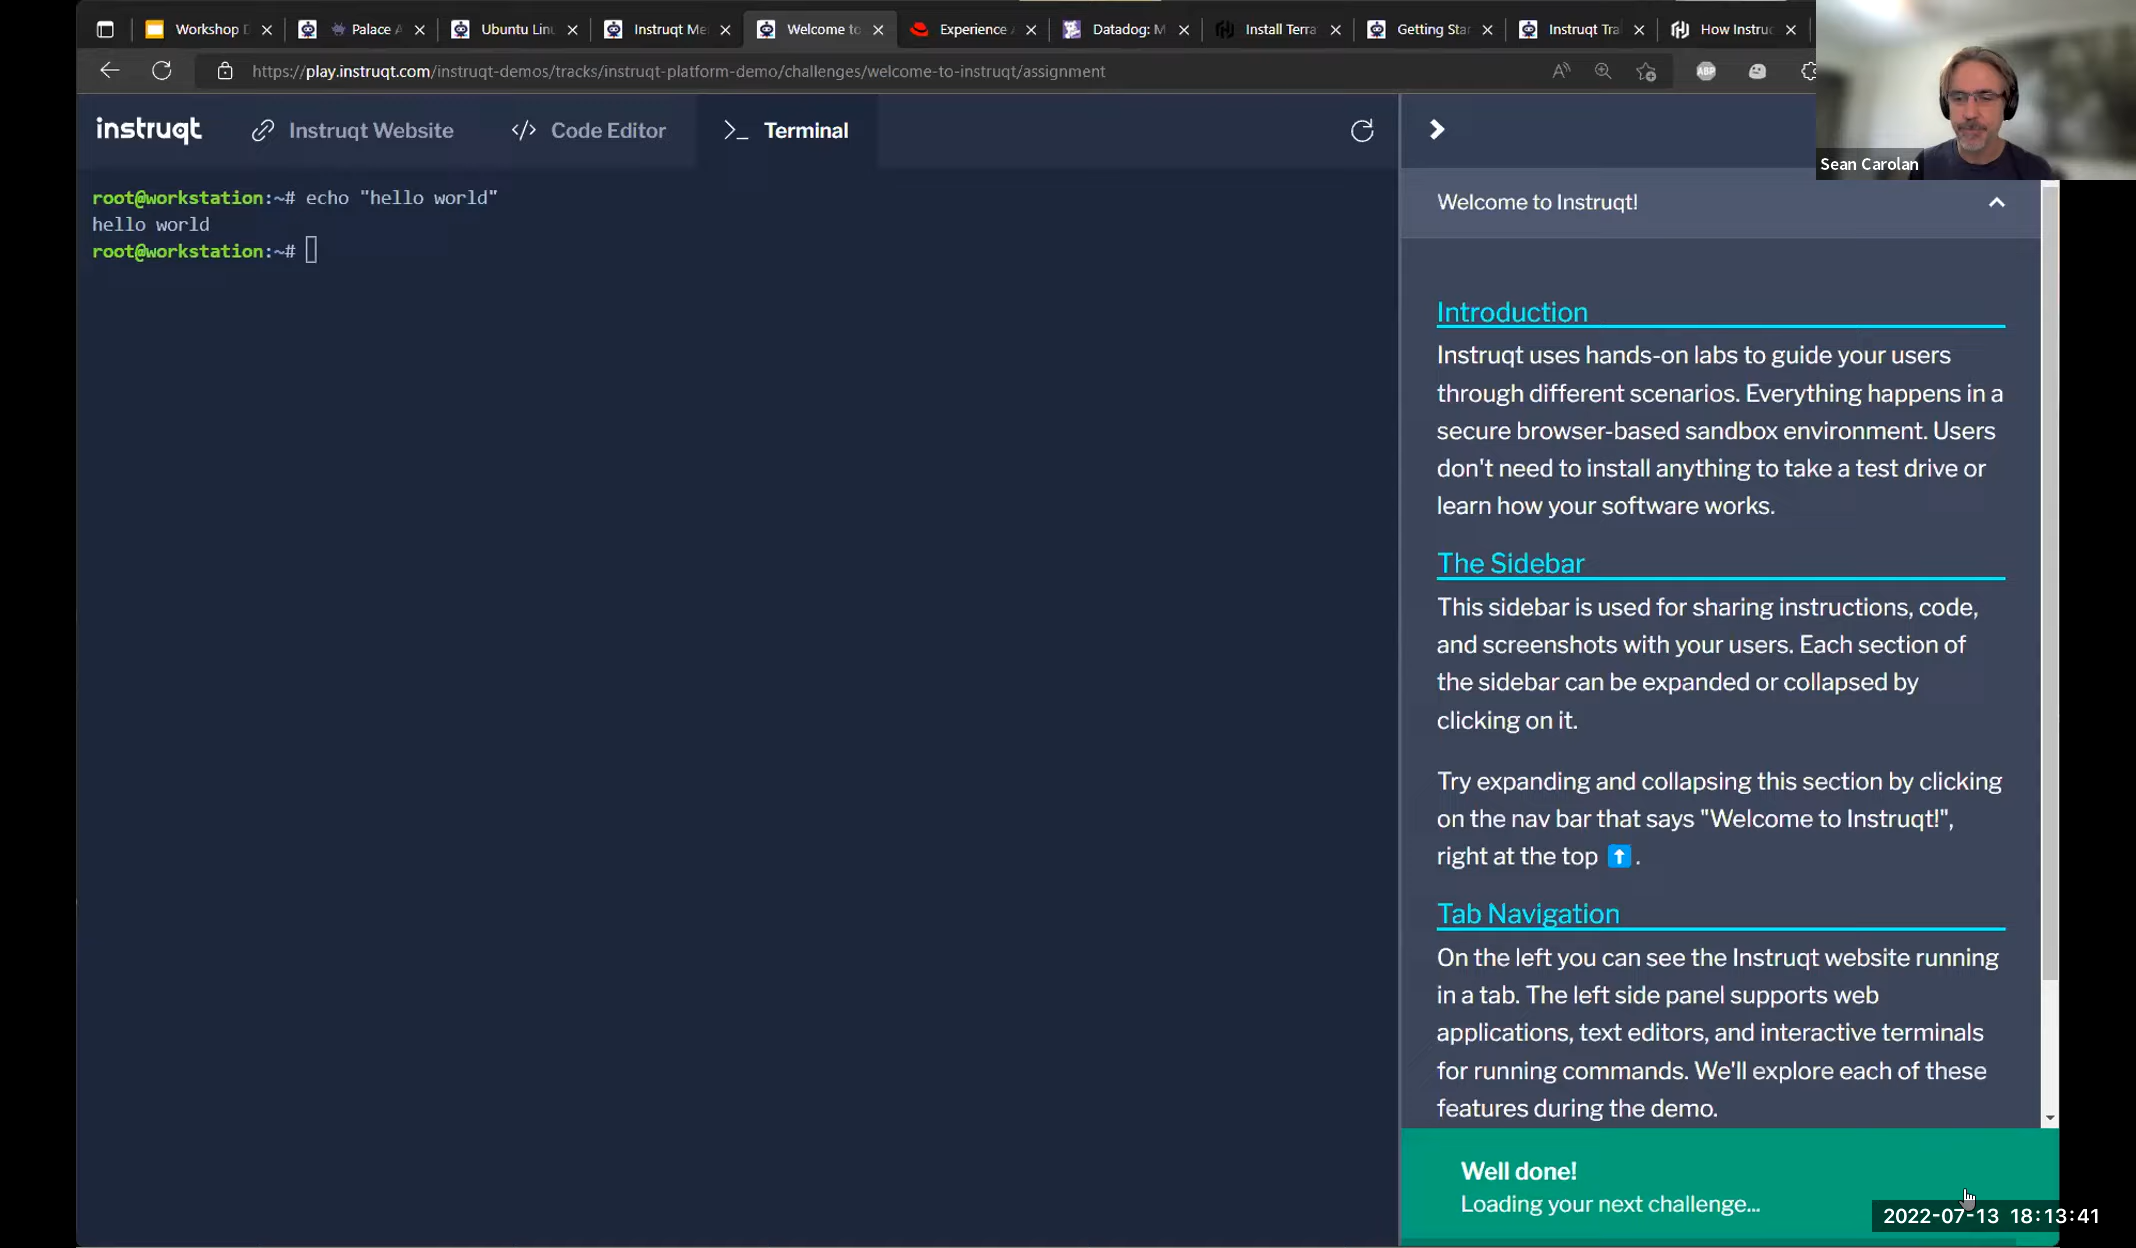 Workshop
Palace
Ubuntu Linu
Instruqt Me
Welcome to
Experience
Datadog: M
Install Terra
Getting Star
Instruqt Tra
How Instruc
https://play.instruqt.com/instruqt-demos/tracks/instruqt-platform-demo/challenges/welcome-to-instruqt/assignment
ABP
instruqt
Instruqt Website
</> Code Editor
>_ Terminal
Sean Carolan
root@workstation:~# echo "hello world"
hello world
root@workstation:~#
Welcome to Instruqt!
Introduction
Instruqt uses hands-on labs to guide your users
through different scenarios. Everything happens in a
secure browser-based sandbox environment. Users
don't need to install anything to take a test drive or
learn how your software works.
The Sidebar
This sidebar is used for sharing instructions, code,
and screenshots with your users. Each section of
the sidebar can be expanded or collapsed by
clicking on it.
Try expanding and collapsing this section by clicking
on the nav bar that says "Welcome to Instruqt!",
right at the top ⬆️.
Tab Navigation
On the left you can see the Instruqt website running
in a tab. The left side panel supports web
applications, text editors, and interactive terminals
for running commands. We'll explore each of these
features during the demo.
Well done!
Loading your next challenge...
2022-07-13 18:13:41